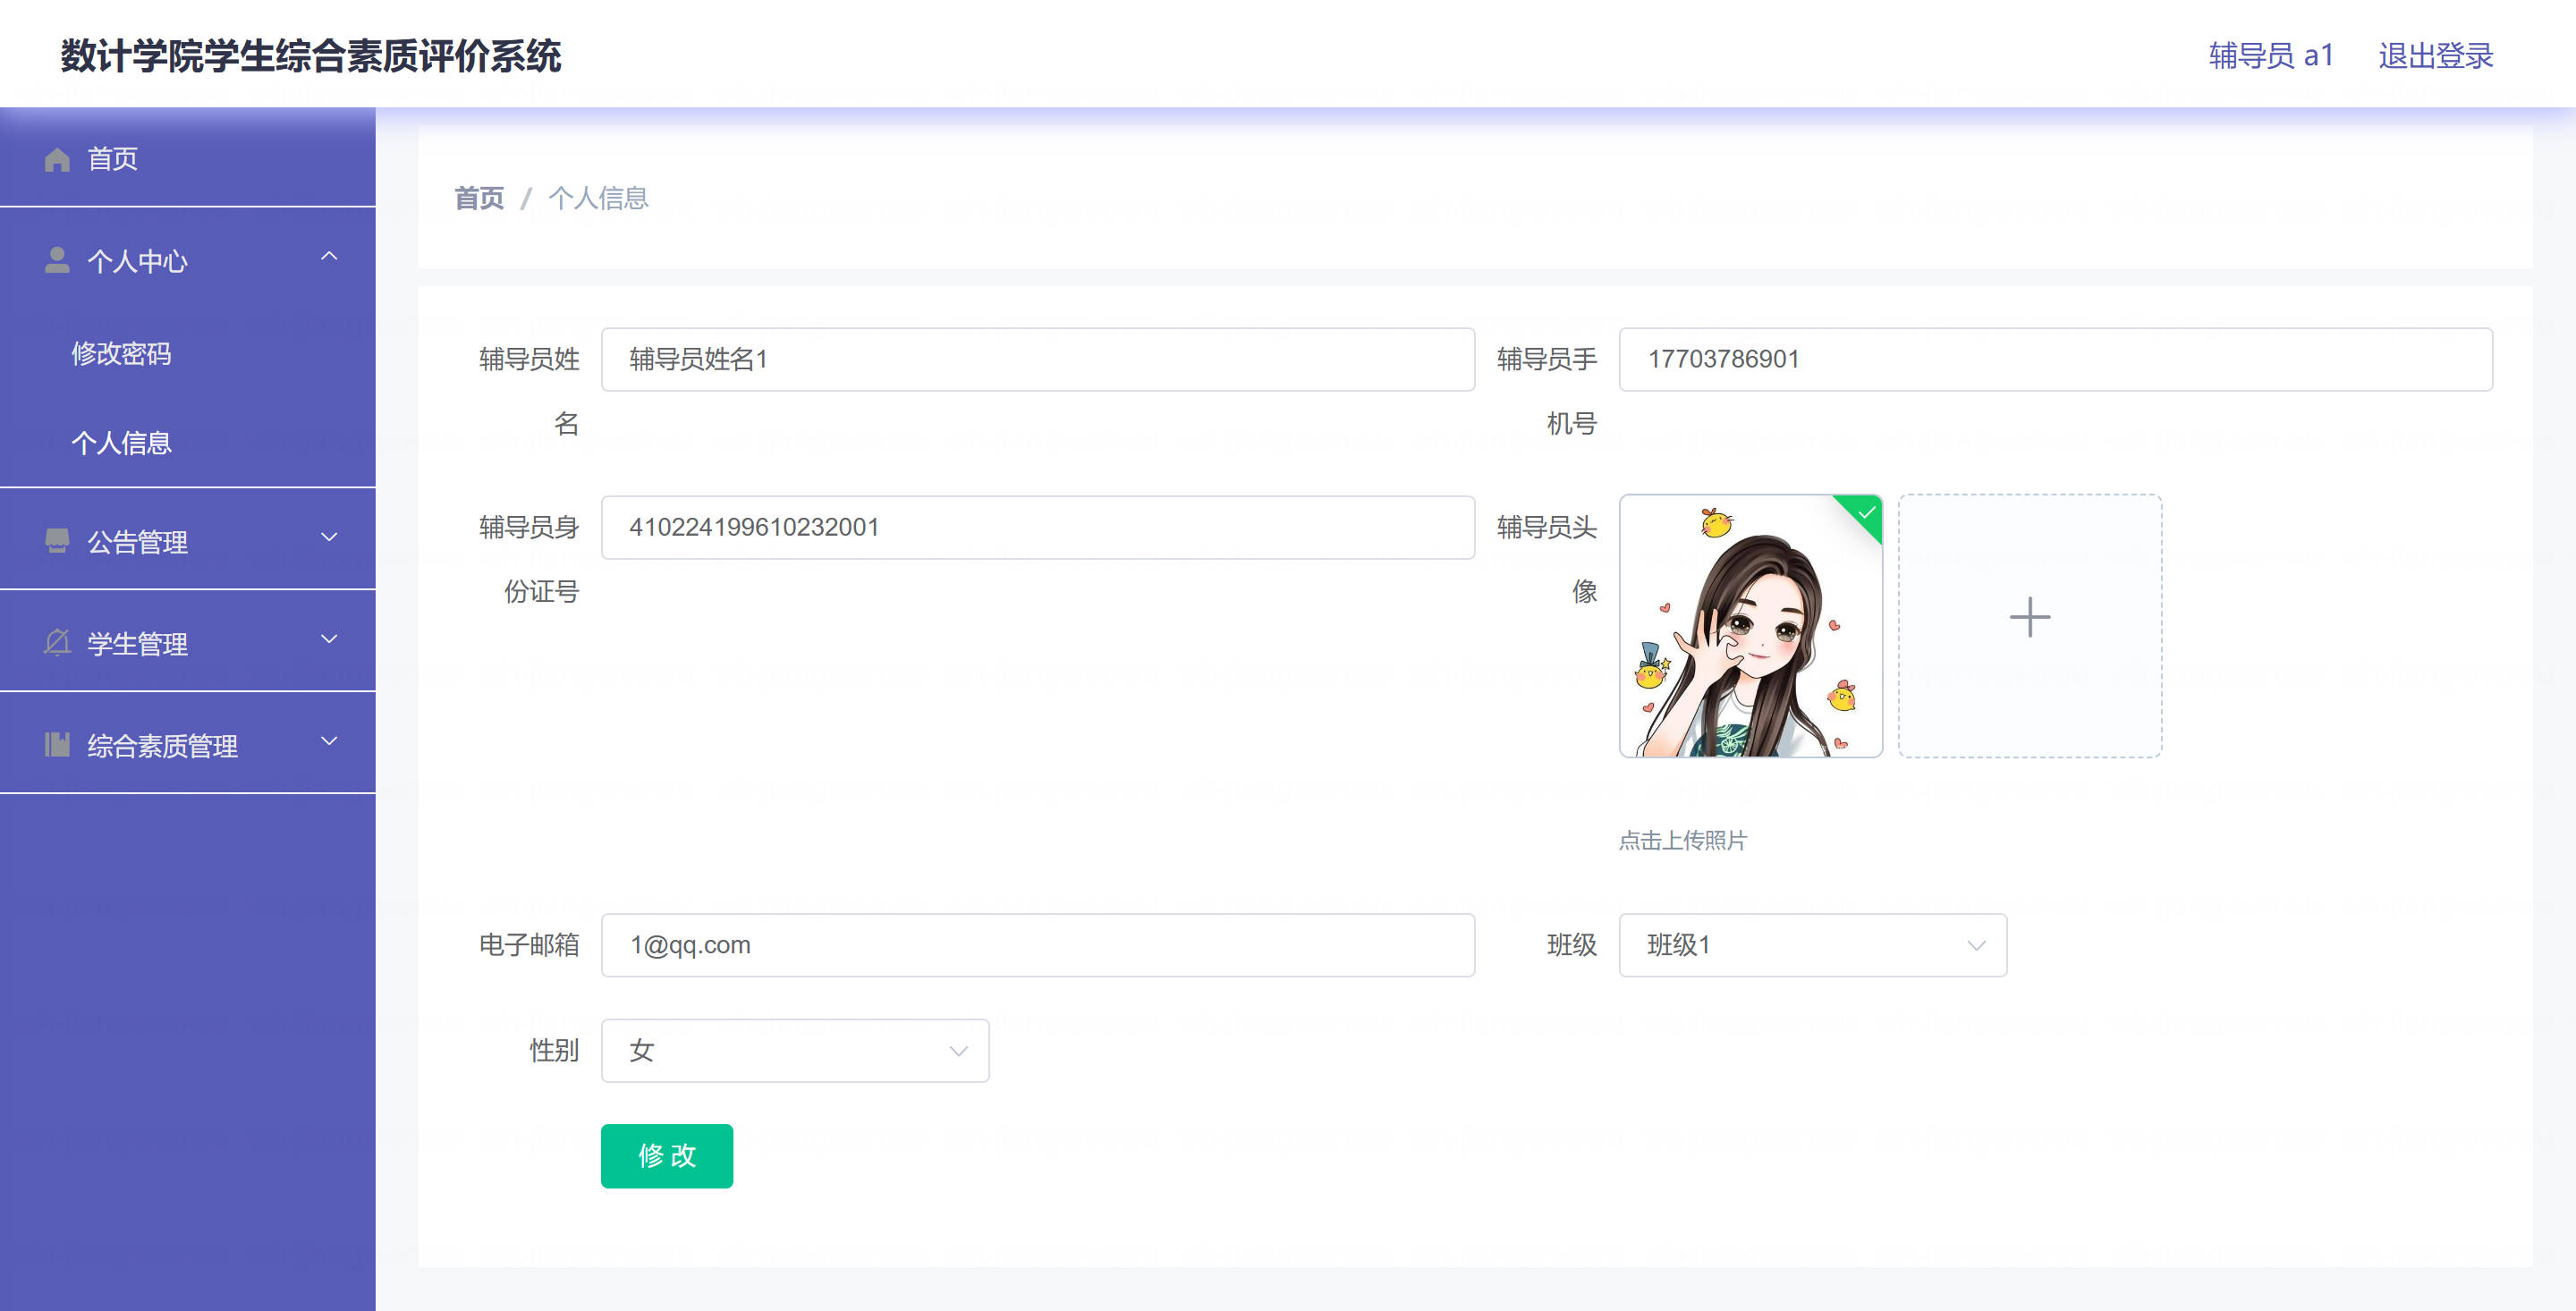 数计学院学生综合素质评价系统
辅导员 a1
退出登录
首页
个人中心
修改密码
个人信息
公告管理
学生管理
综合素质管理
首页 / 个人信息
辅导员姓名
辅导员姓名1
辅导员手机号
17703786901
辅导员身份证号
410224199610232001
辅导员头像
点击上传照片
电子邮箱
1@qq.com
班级
班级1
性别
女
修改